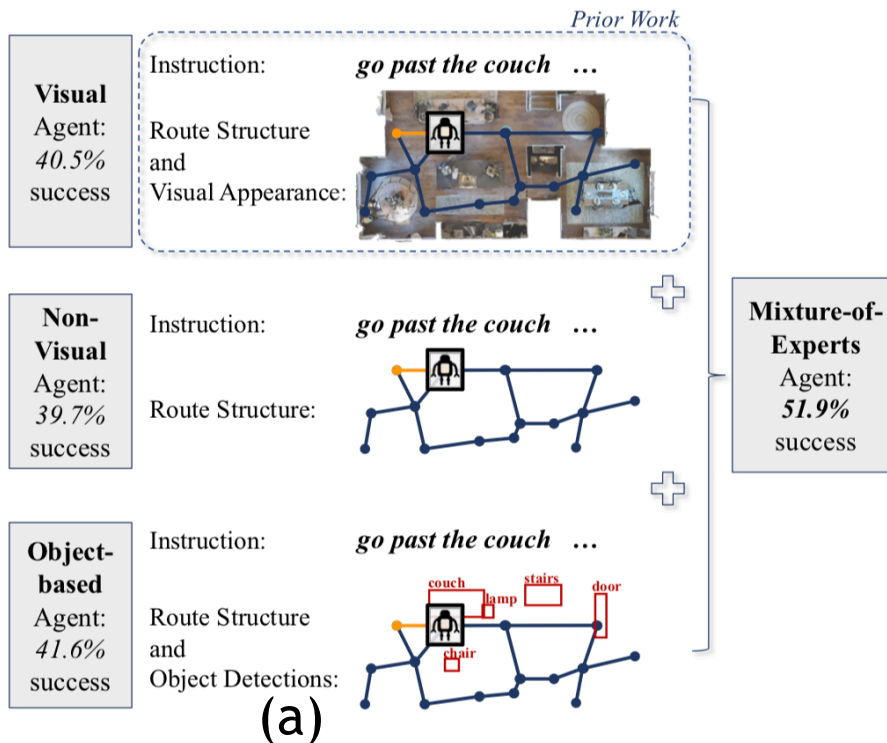 Prior Work
Visual
Agent:
40.5%
success
Instruction:
go past the couch ...
Route Structure
and
Visual Appearance:
Non-
Visual
Agent:
39.7%
success
Instruction:
go past the couch ...
Route Structure:
Mixture-of-
Experts
Agent:
51.9%
success
Object-
based
Agent:
41.6%
success
Instruction:
go past the couch ...
Route Structure
and
Object Detections:
couch
lamp
stairs
door
chair
(a)